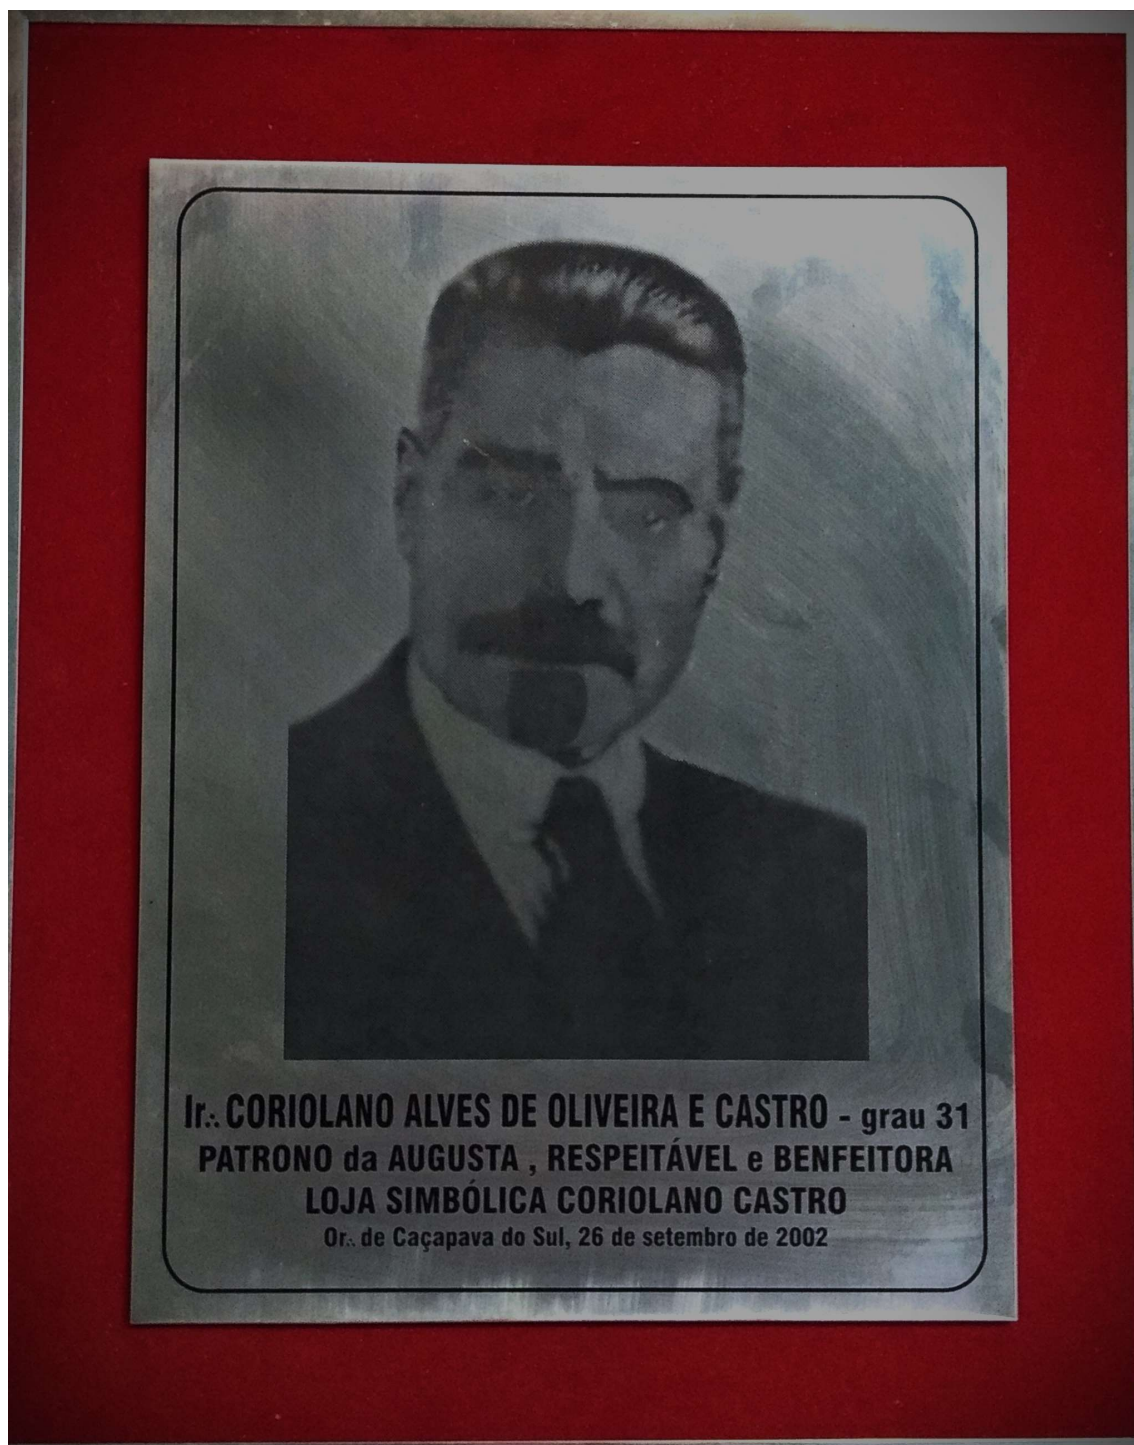 Ir∴ CORIOLANO ALVES DE OLIVEIRA E CASTRO - grau 31
PATRONO da AUGUSTA , RESPEITÁVEL e BENFEITORA
LOJA SIMBÓLICA CORIOLANO CASTRO
Or∴ de Caçapava do Sul, 26 de setembro de 2002